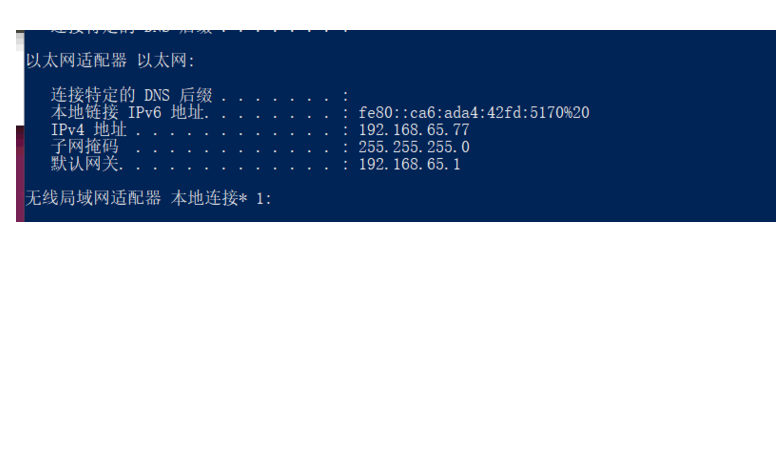 以太网适配器 以太网:
连接特定的 DNS 后缀 . . . . . . . :
本地链接 IPv6 地址. . . . . . . . : fe80::ca6:ada4:42fd:5170%20
IPv4 地址 . . . . . . . . . . . . : 192.168.65.77
子网掩码 . . . . . . . . . . . . : 255.255.255.0
默认网关. . . . . . . . . . . . . : 192.168.65.1
无线局域网适配器 本地连接* 1: